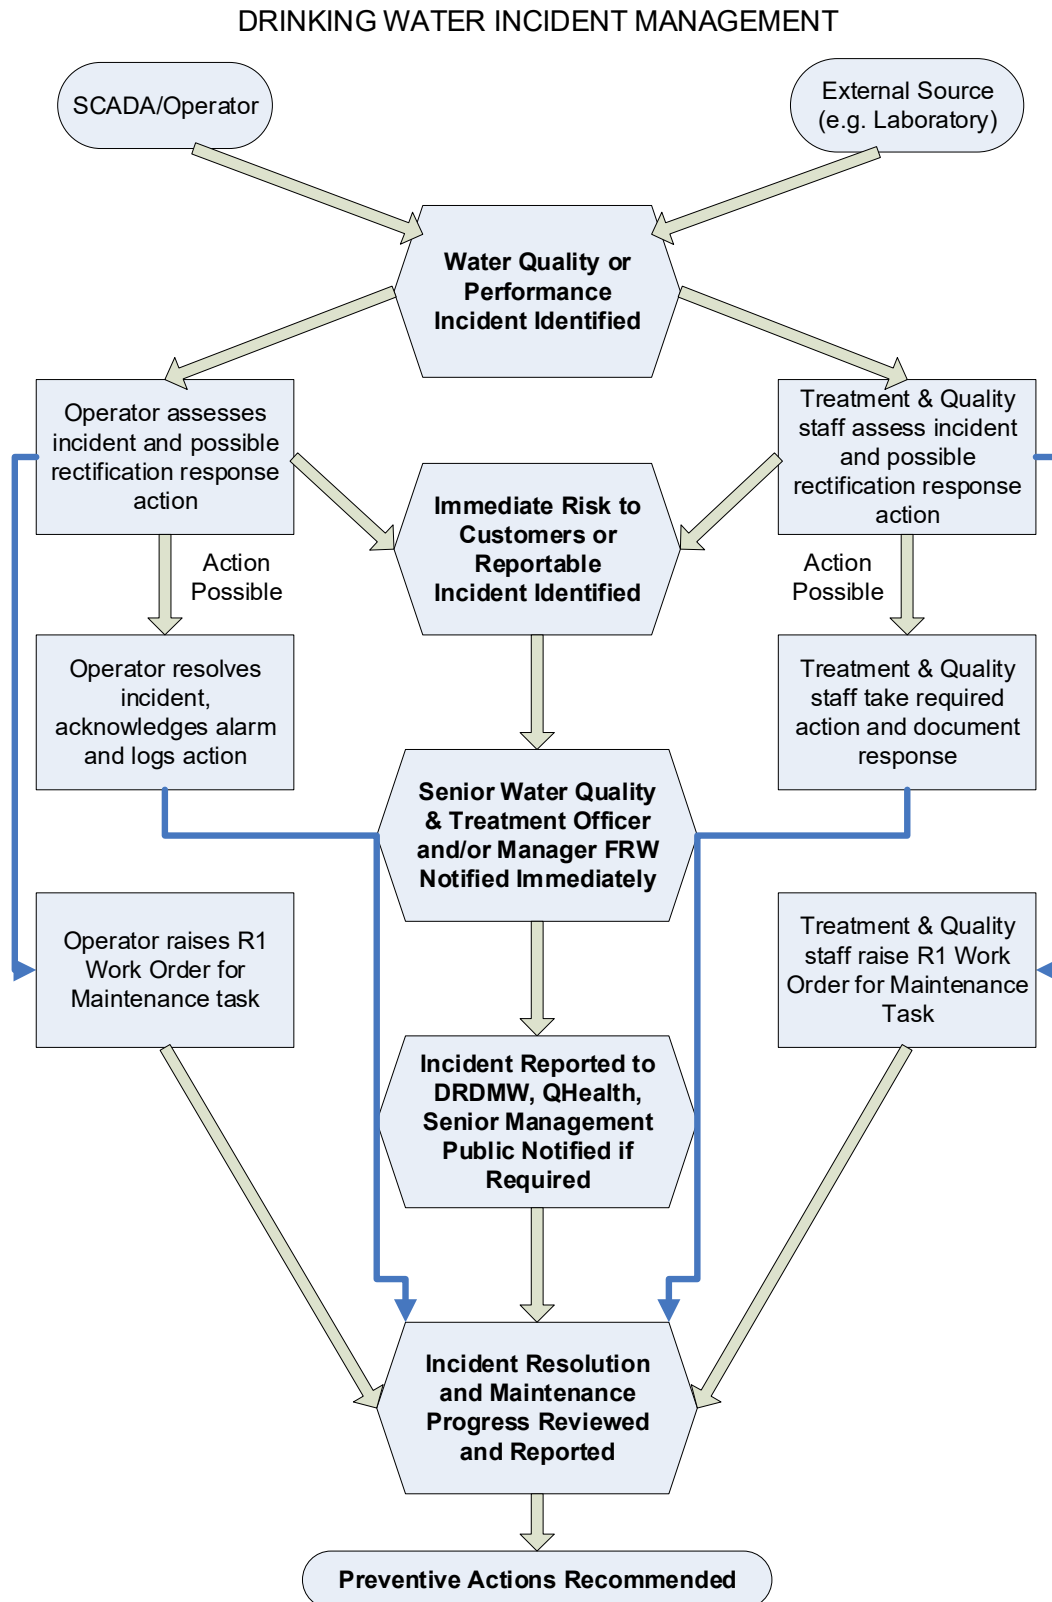 DRINKING WATER INCIDENT MANAGEMENT
SCADA/Operator
External Source
(e.g. Laboratory)
Water Quality or
Performance
Incident Identified
Operator assesses
incident and possible
rectification response
action
Treatment & Quality
staff assess incident
and possible
rectification response
action
Immediate Risk to
Customers or
Reportable
Incident Identified
Action
Possible
Action
Possible
Operator resolves
incident,
acknowledges alarm
and logs action
Treatment & Quality
staff take required
action and document
response
Senior Water Quality
& Treatment Officer
and/or Manager FRW
Notified Immediately
Operator raises R1
Work Order for
Maintenance task
Treatment & Quality
staff raise R1 Work
Order for Maintenance
Task
Incident Reported to
DRDMW, QHealth,
Senior Management
Public Notified if
Required
Incident Resolution
and Maintenance
Progress Reviewed
and Reported
Preventive Actions Recommended